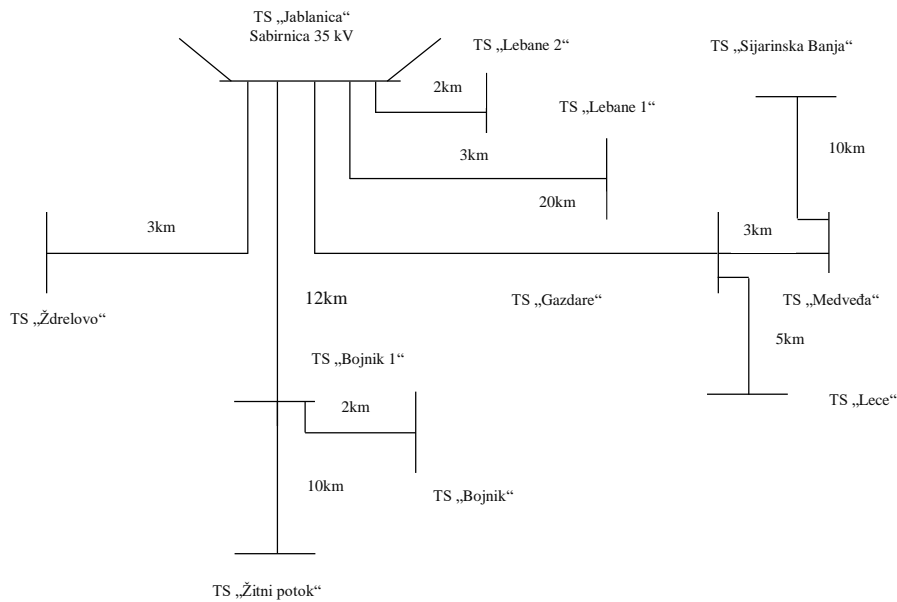 TS „Jablanica“
Sabirnica 35 kV
TS „Lebane 2“
TS „Sijarinska Banja“
2km
TS „Lebane 1“
10km
3km
20km
3km
3km
12km
TS „Gazdare“
TS „Medveđa“
TS „Ždrelovo“
5km
TS „Bojnik 1“
2km
TS „Lece“
10km
TS „Bojnik“
TS „Žitni potok“